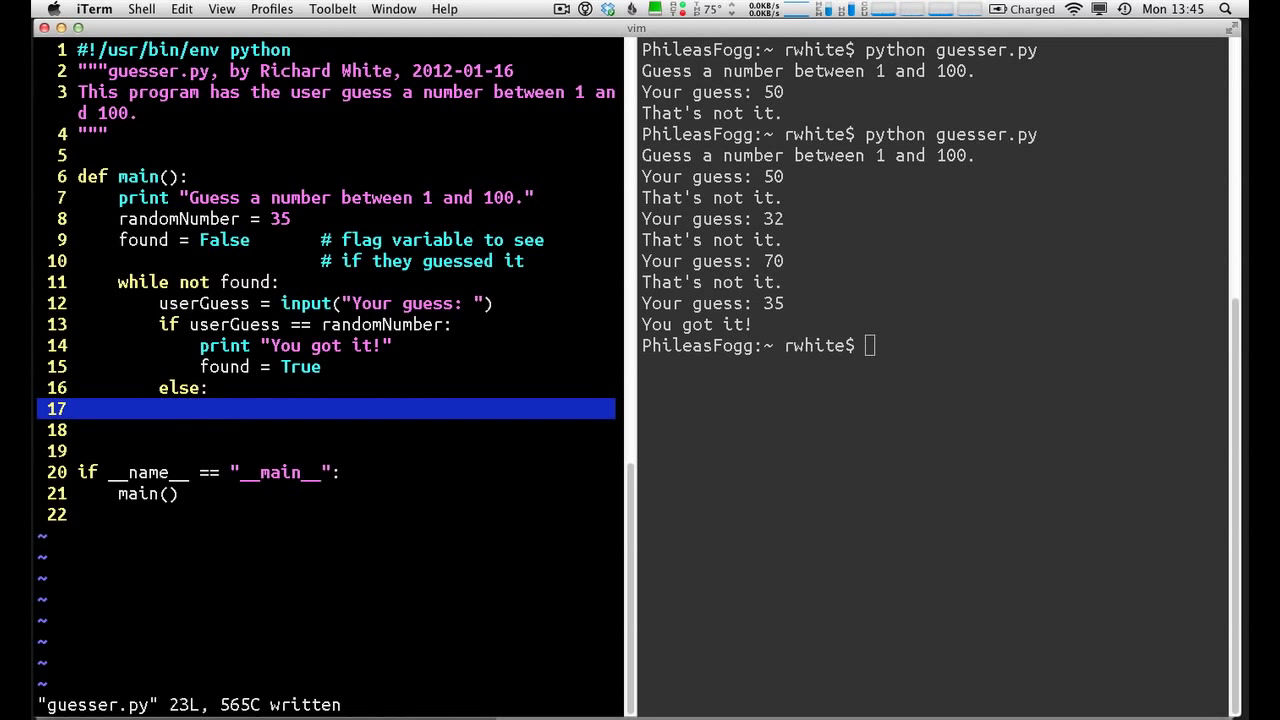 iTerm Shell Edit View Profiles Toolbelt Window Help 75° 0.0KB/s 0.0KB/s Charged Mon 13:45
vim
1 #!/usr/bin/env python
2 """guesser.py, by Richard White, 2012-01-16
3 This program has the user guess a number between 1 an
d 100.
4 """
5
6 def main():
7 print "Guess a number between 1 and 100."
8 randomNumber = 35
9 found = False # flag variable to see
10 # if they guessed it
11 while not found:
12 userGuess = input("Your guess: ")
13 if userGuess == randomNumber:
14 print "You got it!"
15 found = True
16 else:
17
18
19
20 if __name__ == "__main__":
21 main()
22
~
~
~
~
~
~
~
~
"guesser.py" 23L, 565C written
PhileasFogg:~ rwhite$ python guesser.py
Guess a number between 1 and 100.
Your guess: 50
That's not it.
PhileasFogg:~ rwhite$ python guesser.py
Guess a number between 1 and 100.
Your guess: 50
That's not it.
Your guess: 32
That's not it.
Your guess: 70
That's not it.
Your guess: 35
You got it!
PhileasFogg:~ rwhite$